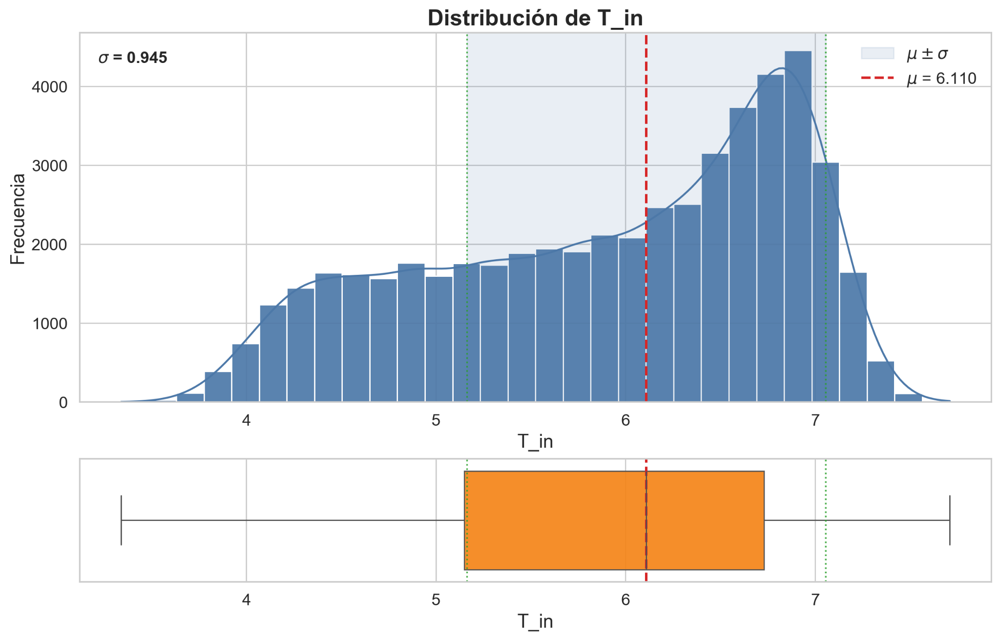 Distribución de T_in
σ = 0.945
μ ± σ
μ = 6.110
Frecuencia
4000
3000
2000
1000
0
4 5 6 7
T_in
4 5 6 7
T_in